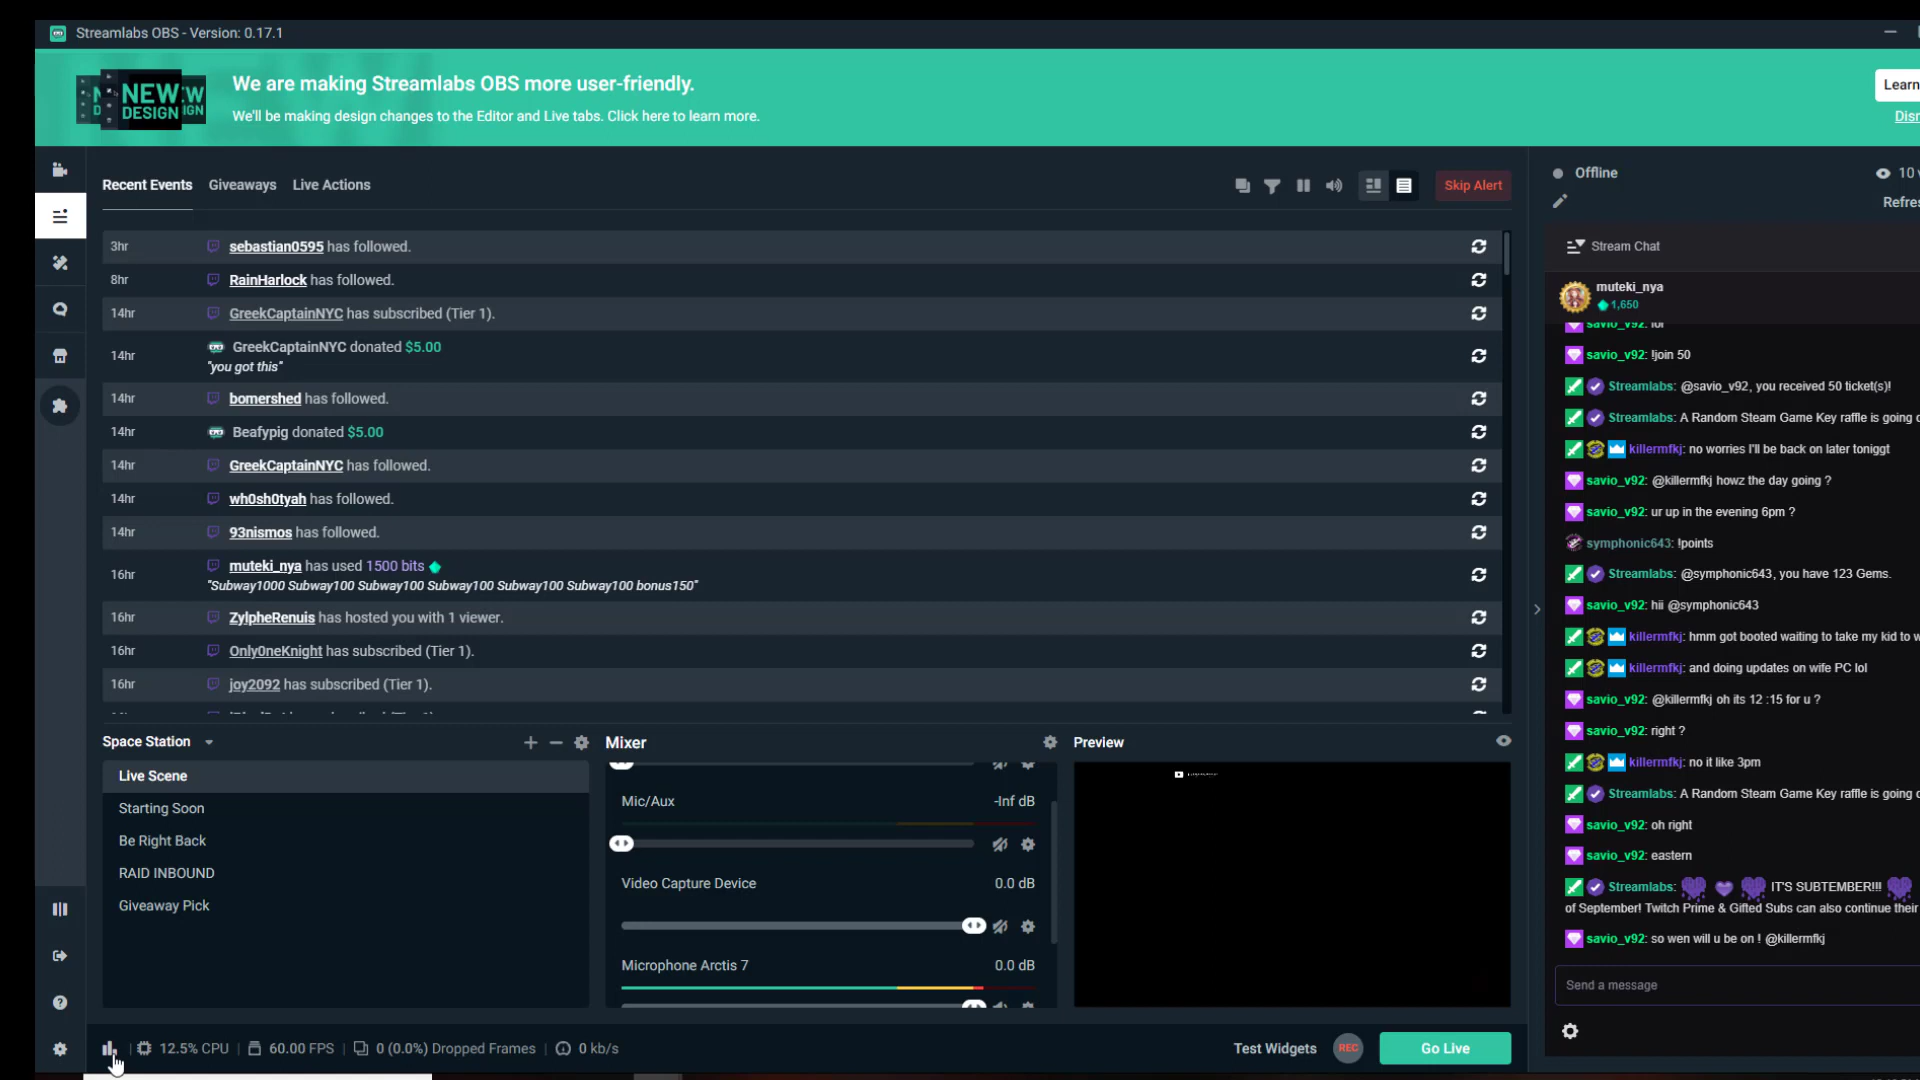 Streamlabs OBS - Version: 0.17.1
NEW
DESIGN
We are making Streamlabs OBS more user-friendly.
We'll be making design changes to the Editor and Live tabs. Click here to learn more.
Learn
Recent Events
Giveaways
Live Actions
Skip Alert
3hr sebastian0595 has followed.
8hr RainHarlock has followed.
14hr GreekCaptainNYC has subscribed (Tier 1).
14hr GreekCaptainNYC donated $5.00
"you got this"
14hr bomershed has followed.
14hr Beafypig donated $5.00
14hr GreekCaptainNYC has followed.
14hr wh0sh0tyah has followed.
14hr 93nismos has followed.
16hr muteki_nya has used 1500 bits
"Subway1000 Subway100 Subway100 Subway100 Subway100 Subway100 bonus150"
16hr ZylpheRenuis has hosted you with 1 viewer.
16hr Only0neKnight has subscribed (Tier 1).
16hr joy2092 has subscribed (Tier 1).
Space Station
Live Scene
Starting Soon
Be Right Back
RAID INBOUND
Giveaway Pick
Mixer
Mic/Aux -Inf dB
Video Capture Device 0.0 dB
Microphone Arctis 7 0.0 dB
Preview
12.5% CPU
60.00 FPS
0 (0.0%) Dropped Frames
0 kb/s
Test Widgets
REC
Go Live
Offline
10
Stream Chat
muteki_nya
1,650
savio_v92: lol
savio_v92: !join 50
Streamlabs: @savio_v92, you received 50 ticket(s)!
Streamlabs: A Random Steam Game Key raffle is going
killermfkj: no worries I'll be back on later toniggt
savio_v92: @killermfkj howz the day going ?
savio_v92: ur up in the evening 6pm ?
symphonic643: !points
Streamlabs: @symphonic643, you have 123 Gems.
savio_v92: hii @symphonic643
killermfkj: hmm got booted waiting to take my kid to
killermfkj: and doing updates on wife PC lol
savio_v92: @killermfkj oh its 12 :15 for u ?
savio_v92: right ?
killermfkj: no it like 3pm
Streamlabs: A Random Steam Game Key raffle is going
savio_v92: oh right
savio_v92: eastern
Streamlabs: IT'S SUBTEMBER!!!
of September! Twitch Prime & Gifted Subs can also continue their
savio_v92: so wen will u be on ! @killermfkj
Send a message